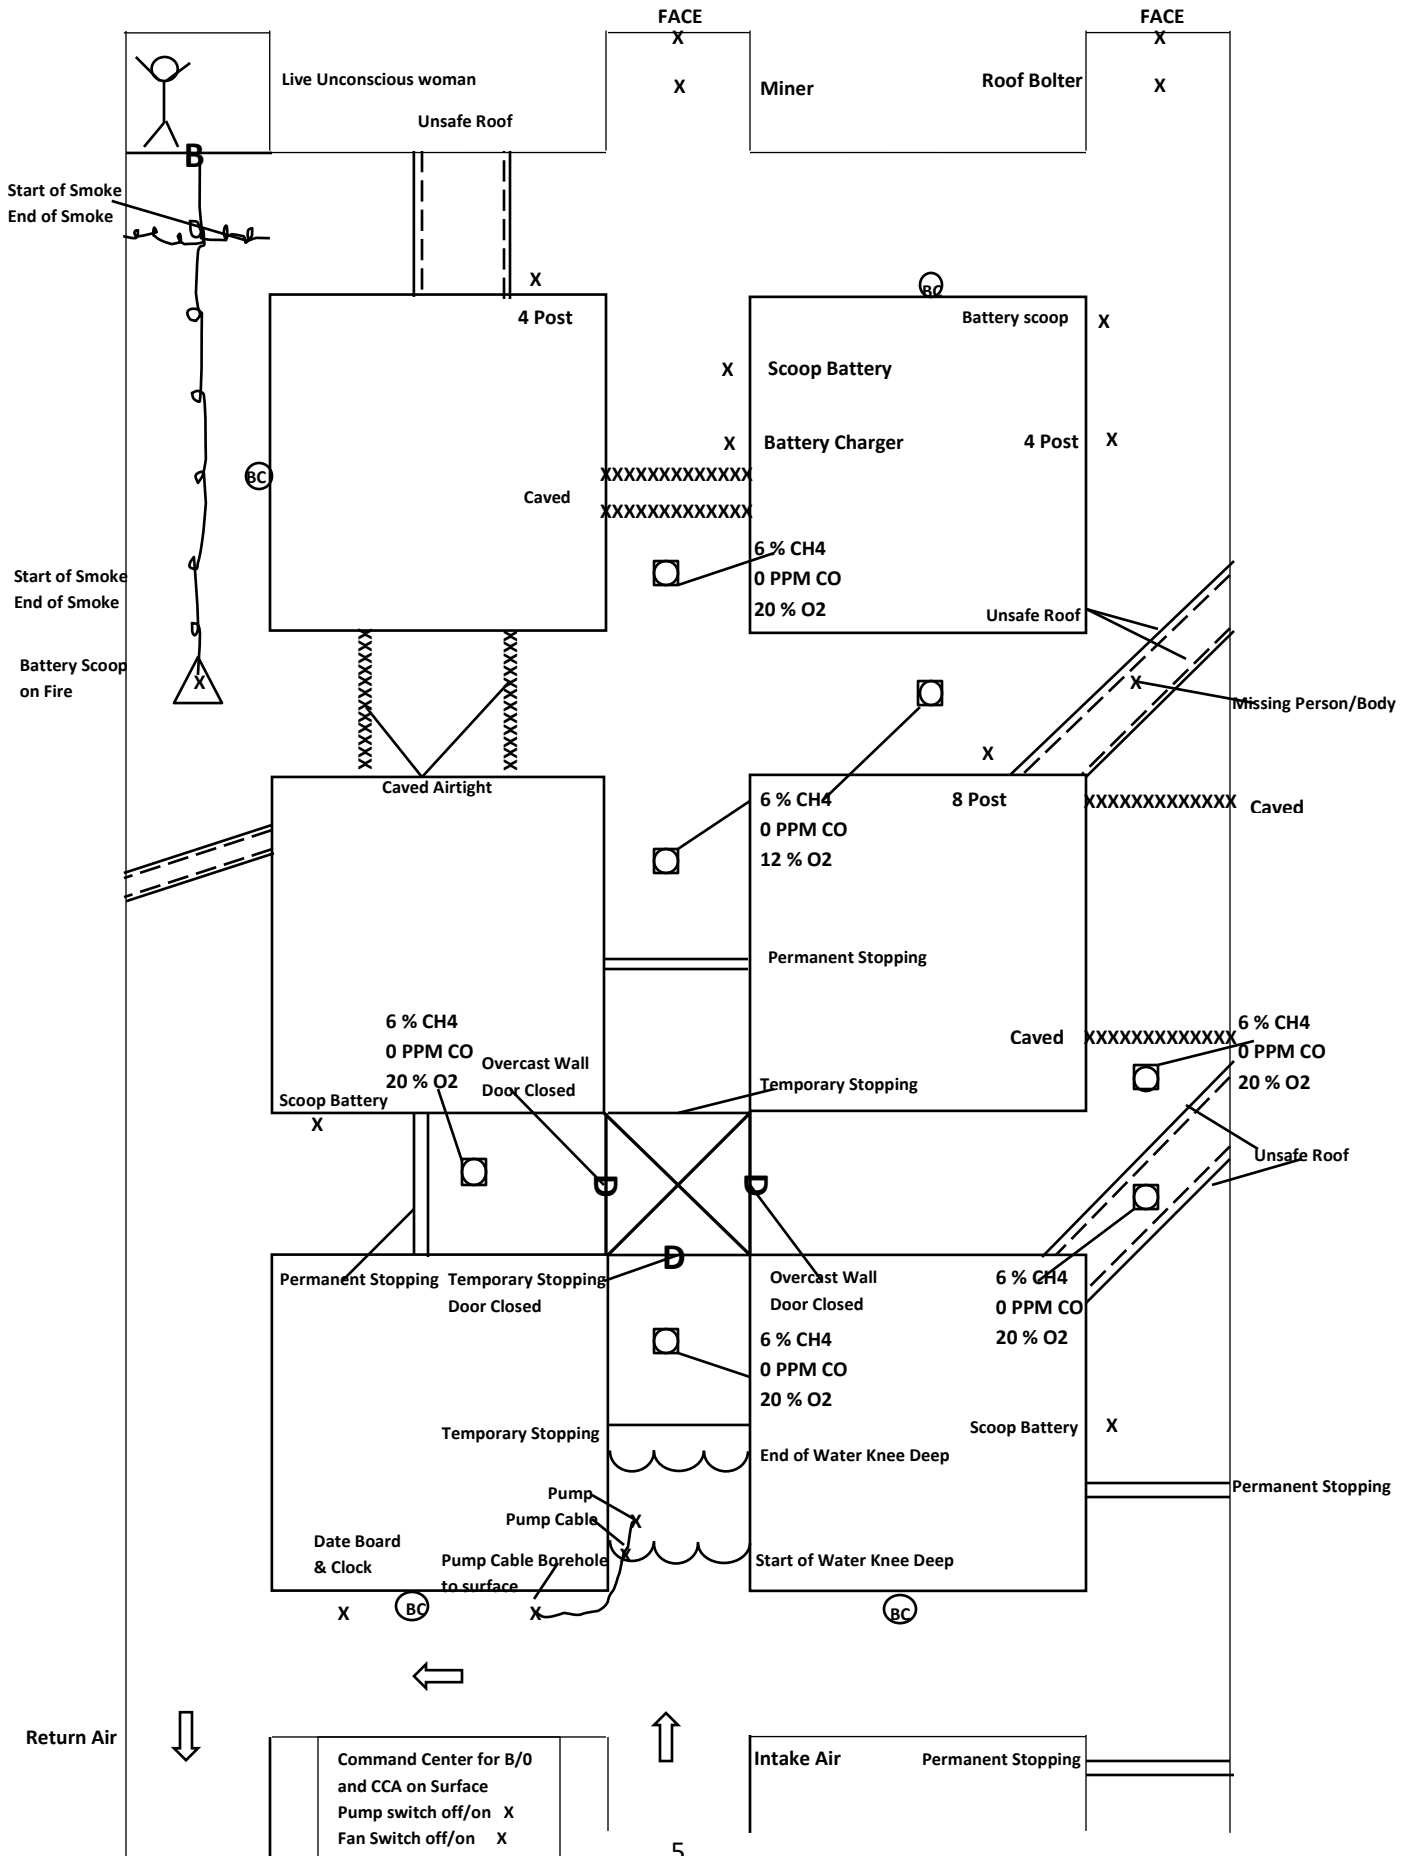 FACE
FACE
X
X
Live Unconscious woman
X
Miner
Roof Bolter
X
Unsafe Roof
B
Start of Smoke
End of Smoke
X
4 Post
BC
Battery scoop
X
X
Scoop Battery
X
Battery Charger
4 Post
X
XXXXXXXXXXXXX
BC
Caved
XXXXXXXXXXXXX
6 % CH4
0 PPM CO
20 % O2
Start of Smoke
End of Smoke
Unsafe Roof
Battery Scoop
on Fire
X
XXXXXXXXXXXX
XXXXXXXXXXXX
X
Missing Person/Body
X
Caved Airtight
6 % CH4
0 PPM CO
12 % O2
8 Post
XXXXXXXXXXXXX
Caved
Permanent Stopping
6 % CH4
0 PPM CO
20 % O2
Overcast Wall
Door Closed
Caved
XXXXXXXXXXXXX
6 % CH4
0 PPM CO
20 % O2
Scoop Battery
X
Temporary Stopping
Unsafe Roof
D
D
D
Permanent Stopping
Temporary Stopping
Door Closed
Overcast Wall
Door Closed
6 % CH4
0 PPM CO
20 % O2
6 % CH4
0 PPM CO
20 % O2
Temporary Stopping
Scoop Battery
X
End of Water Knee Deep
Permanent Stopping
Pump
X
Pump Cable
X
Date Board
& Clock
Pump Cable Borehole
to surface
Start of Water Knee Deep
X
BC
X
BC
Return Air
Command Center for B/0
and CCA on Surface
Pump switch off/on X
Fan Switch off/on X
Intake Air
Permanent Stopping
5